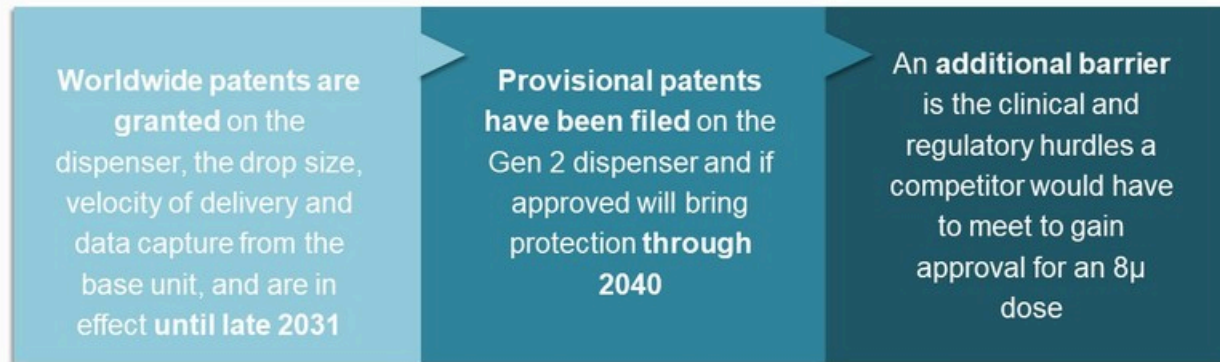 Worldwide patents are
granted on the
dispenser, the drop size,
velocity of delivery and
data capture from the
base unit, and are in
effect until late 2031
Provisional patents
have been filed on the
Gen 2 dispenser and if
approved will bring
protection through
2040
An additional barrier
is the clinical and
regulatory hurdles a
competitor would have
to meet to gain
approval for an 8µ
dose